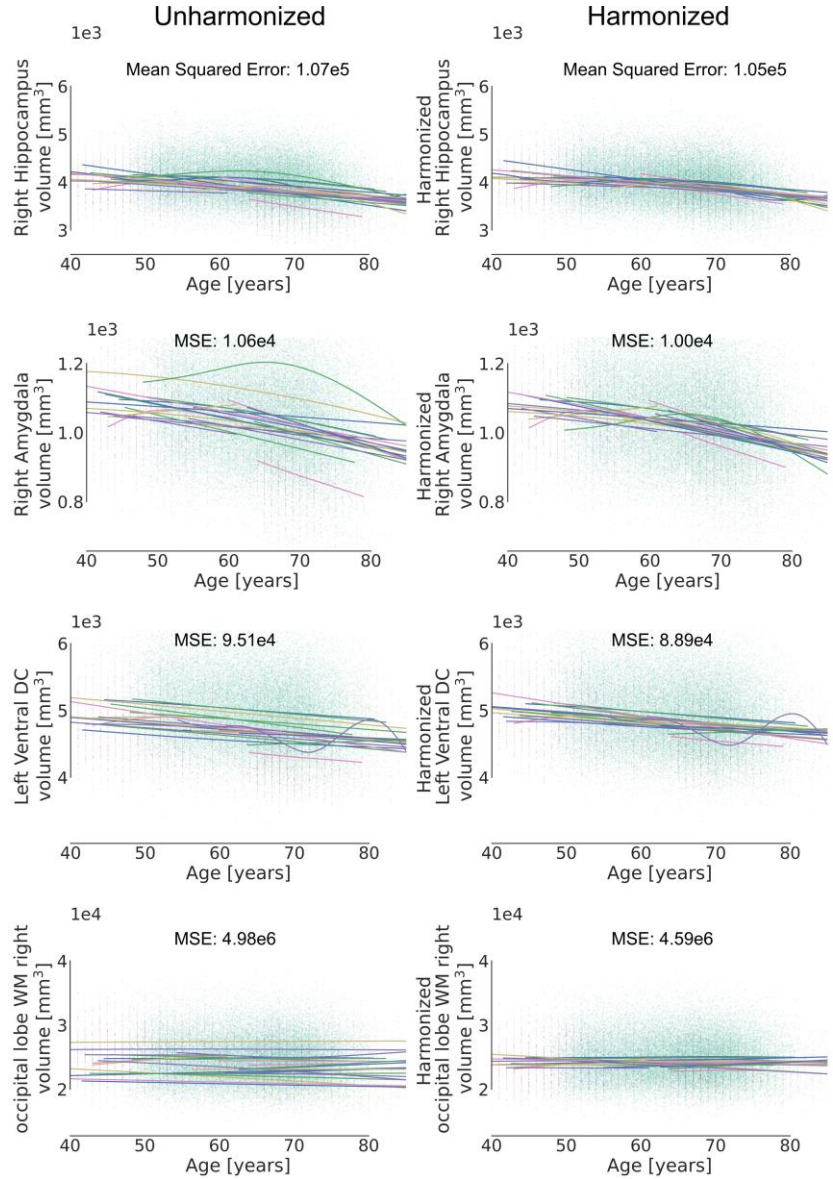 Unharmonized
Harmonized
1e3
Mean Squared Error: 1.07e5
Right Hippocampus
volume [mm³]
6
5
4
3
40 50 60 70 80
Age [years]
1e3
Mean Squared Error: 1.05e5
Harmonized
Right Hippocampus
volume [mm³]
6
5
4
3
40 50 60 70 80
Age [years]
1e3
MSE: 1.06e4
Right Amygdala
volume [mm³]
1.2
1.0
0.8
40 50 60 70 80
Age [years]
1e3
MSE: 1.00e4
Harmonized
Right Amygdala
volume [mm³]
1.2
1.0
0.8
40 50 60 70 80
Age [years]
1e3
MSE: 9.51e4
Left Ventral DC
volume [mm³]
6
5
4
40 50 60 70 80
Age [years]
1e3
MSE: 8.89e4
Harmonized
Left Ventral DC
volume [mm³]
6
5
4
40 50 60 70 80
Age [years]
1e4
MSE: 4.98e6
occipital lobe WM right
volume [mm³]
4
3
2
40 50 60 70 80
Age [years]
1e4
MSE: 4.59e6
Harmonized
occipital lobe WM right
volume [mm³]
4
3
2
40 50 60 70 80
Age [years]